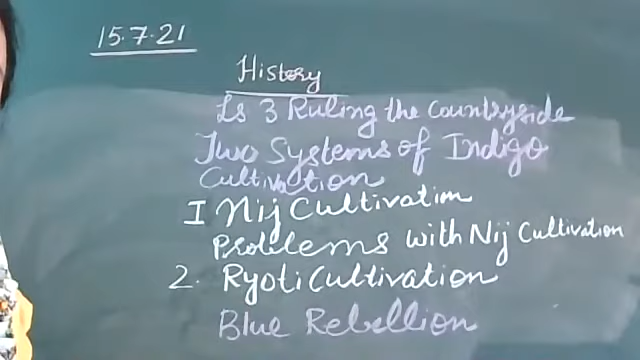 15.7.21
History
Ls 3 Ruling the Countryside
Two Systems of Indigo
Cultivation
I Nij Cultivation
Problems with Nij Cultivation
2. Ryoti Cultivation
Blue Rebellion